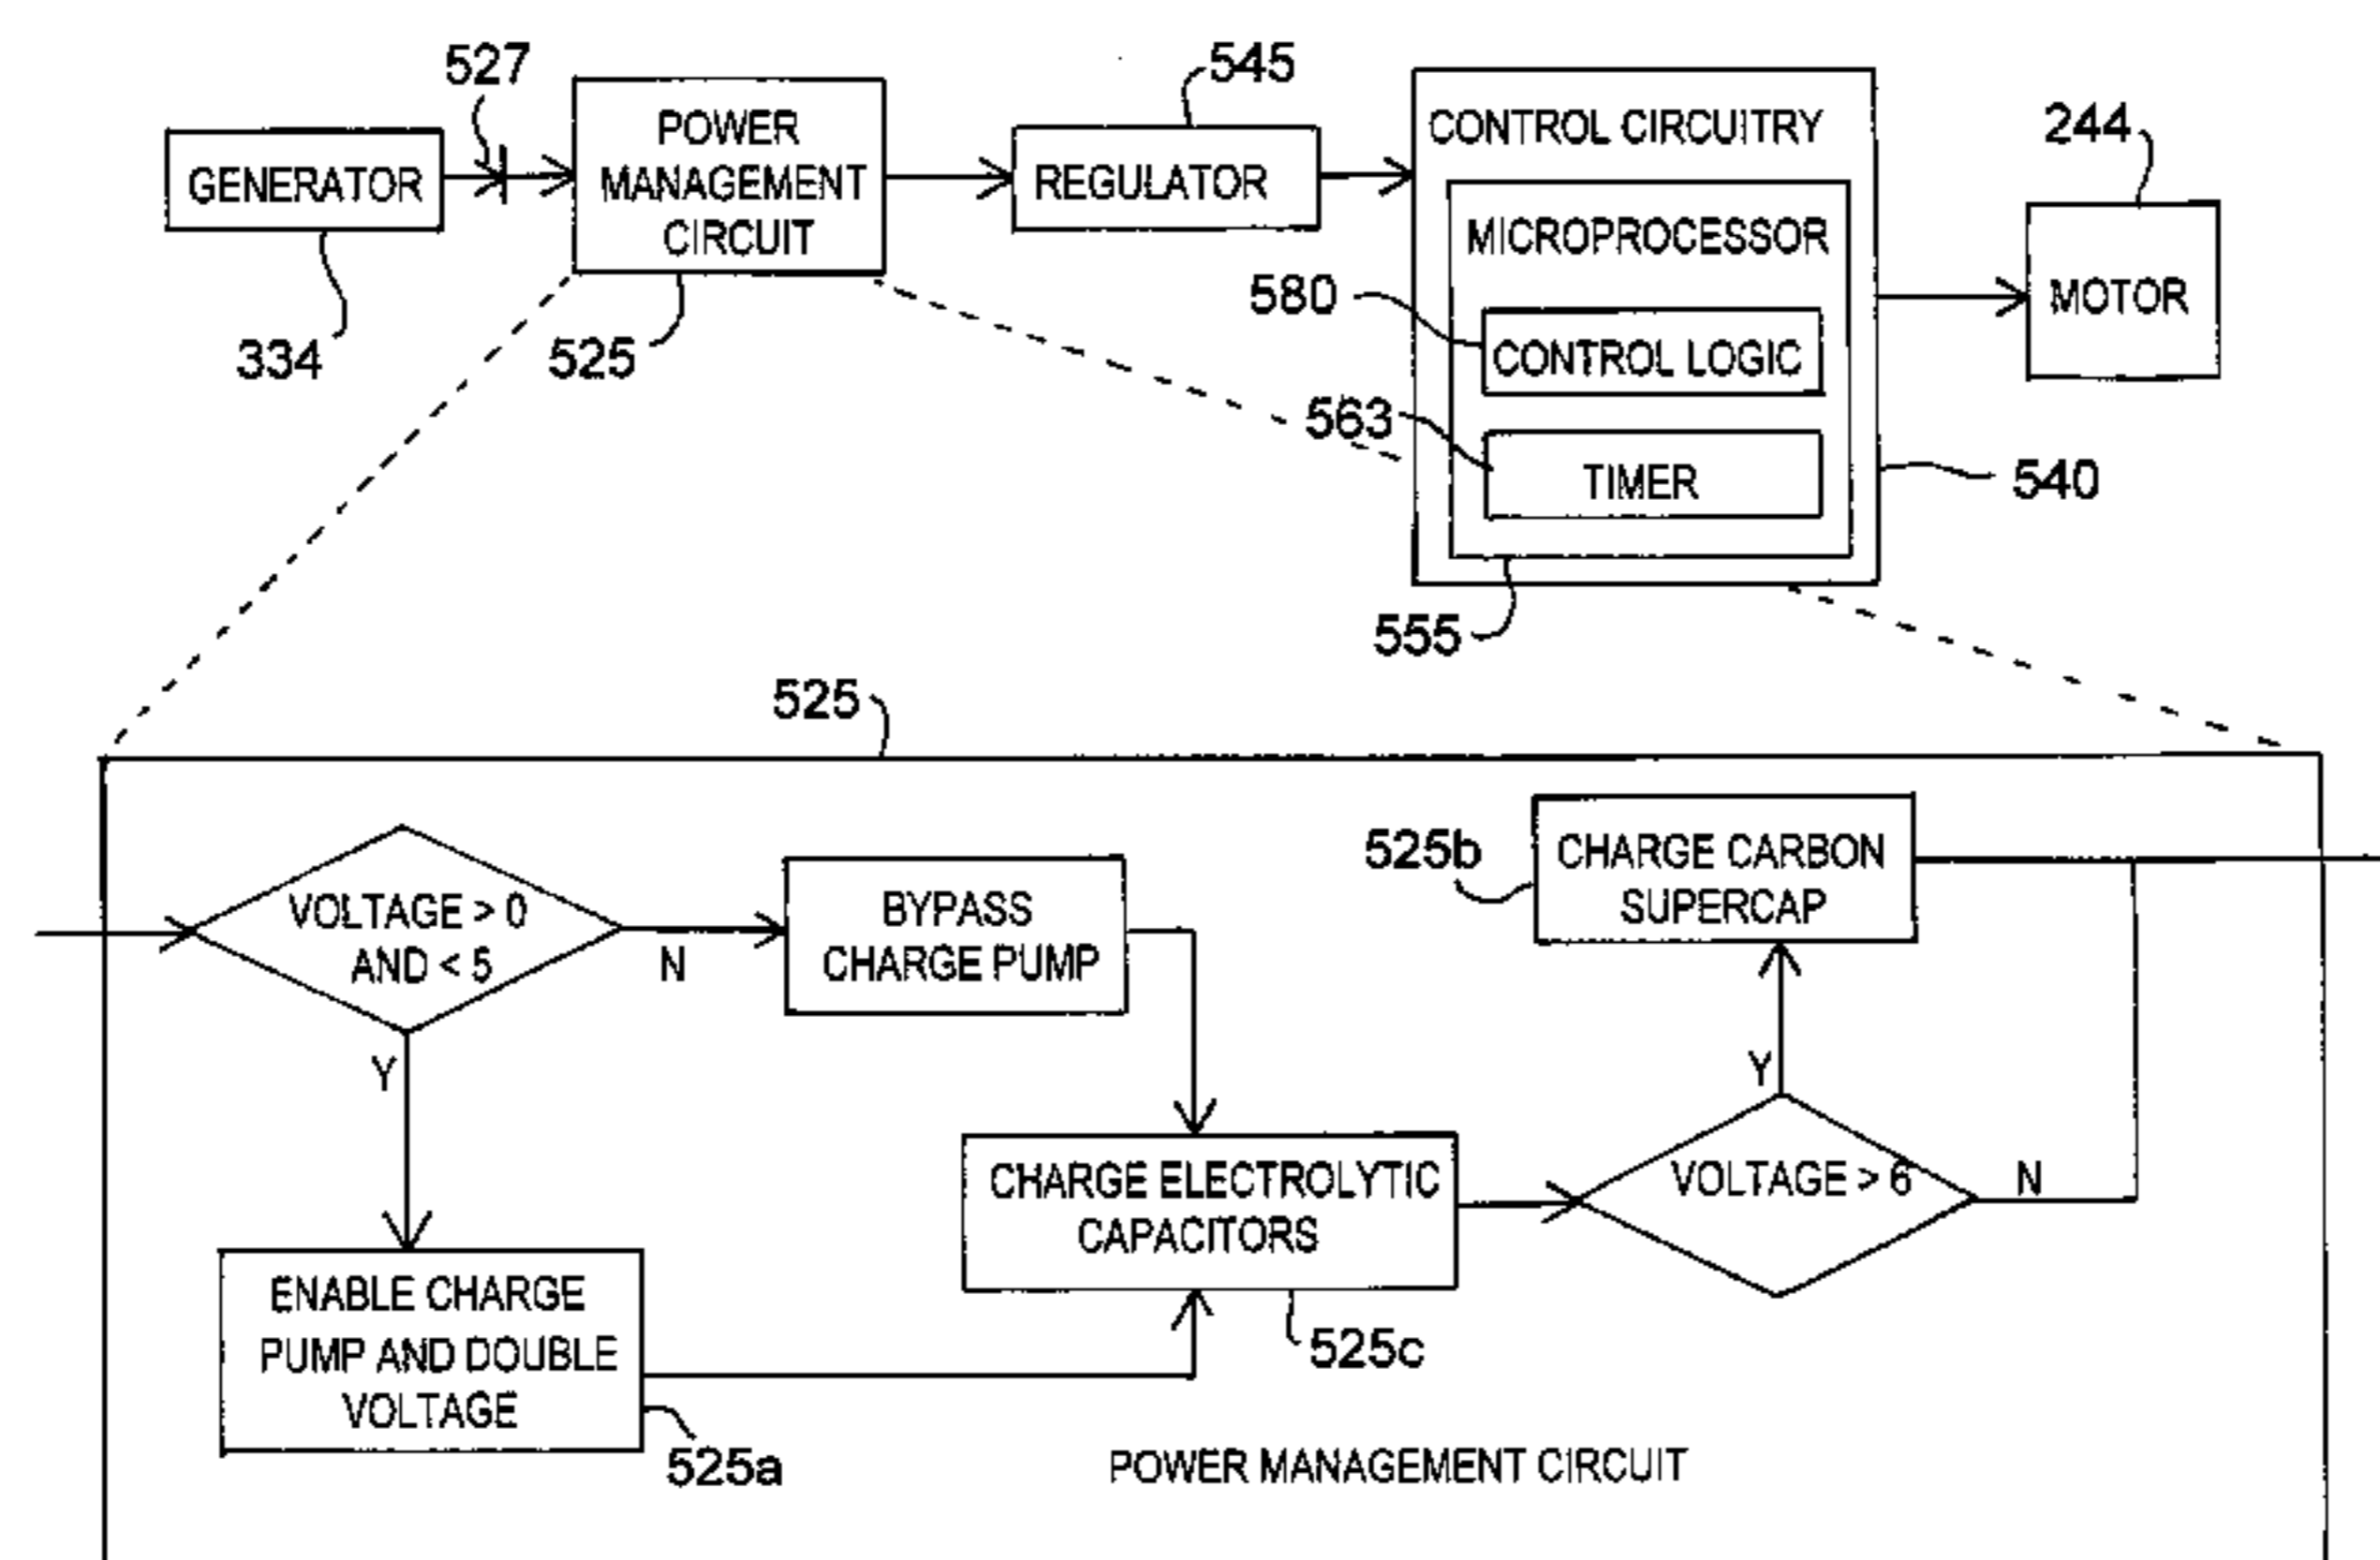 527
545
POWER
MANAGEMENT
CIRCUIT
CONTROL CIRCUITRY
244
GENERATOR
REGULATOR
MICROPROCESSOR
580
CONTROL LOGIC
MOTOR
334
525
563
TIMER
540
555
525
VOLTAGE > 0
AND < 5
N
BYPASS
CHARGE PUMP
525b
CHARGE CARBON
SUPERCAP
Y
Y
CHARGE ELECTROLYTIC
CAPACITORS
VOLTAGE > 6
N
ENABLE CHARGE
PUMP AND DOUBLE
VOLTAGE
525c
525a
POWER MANAGEMENT CIRCUIT